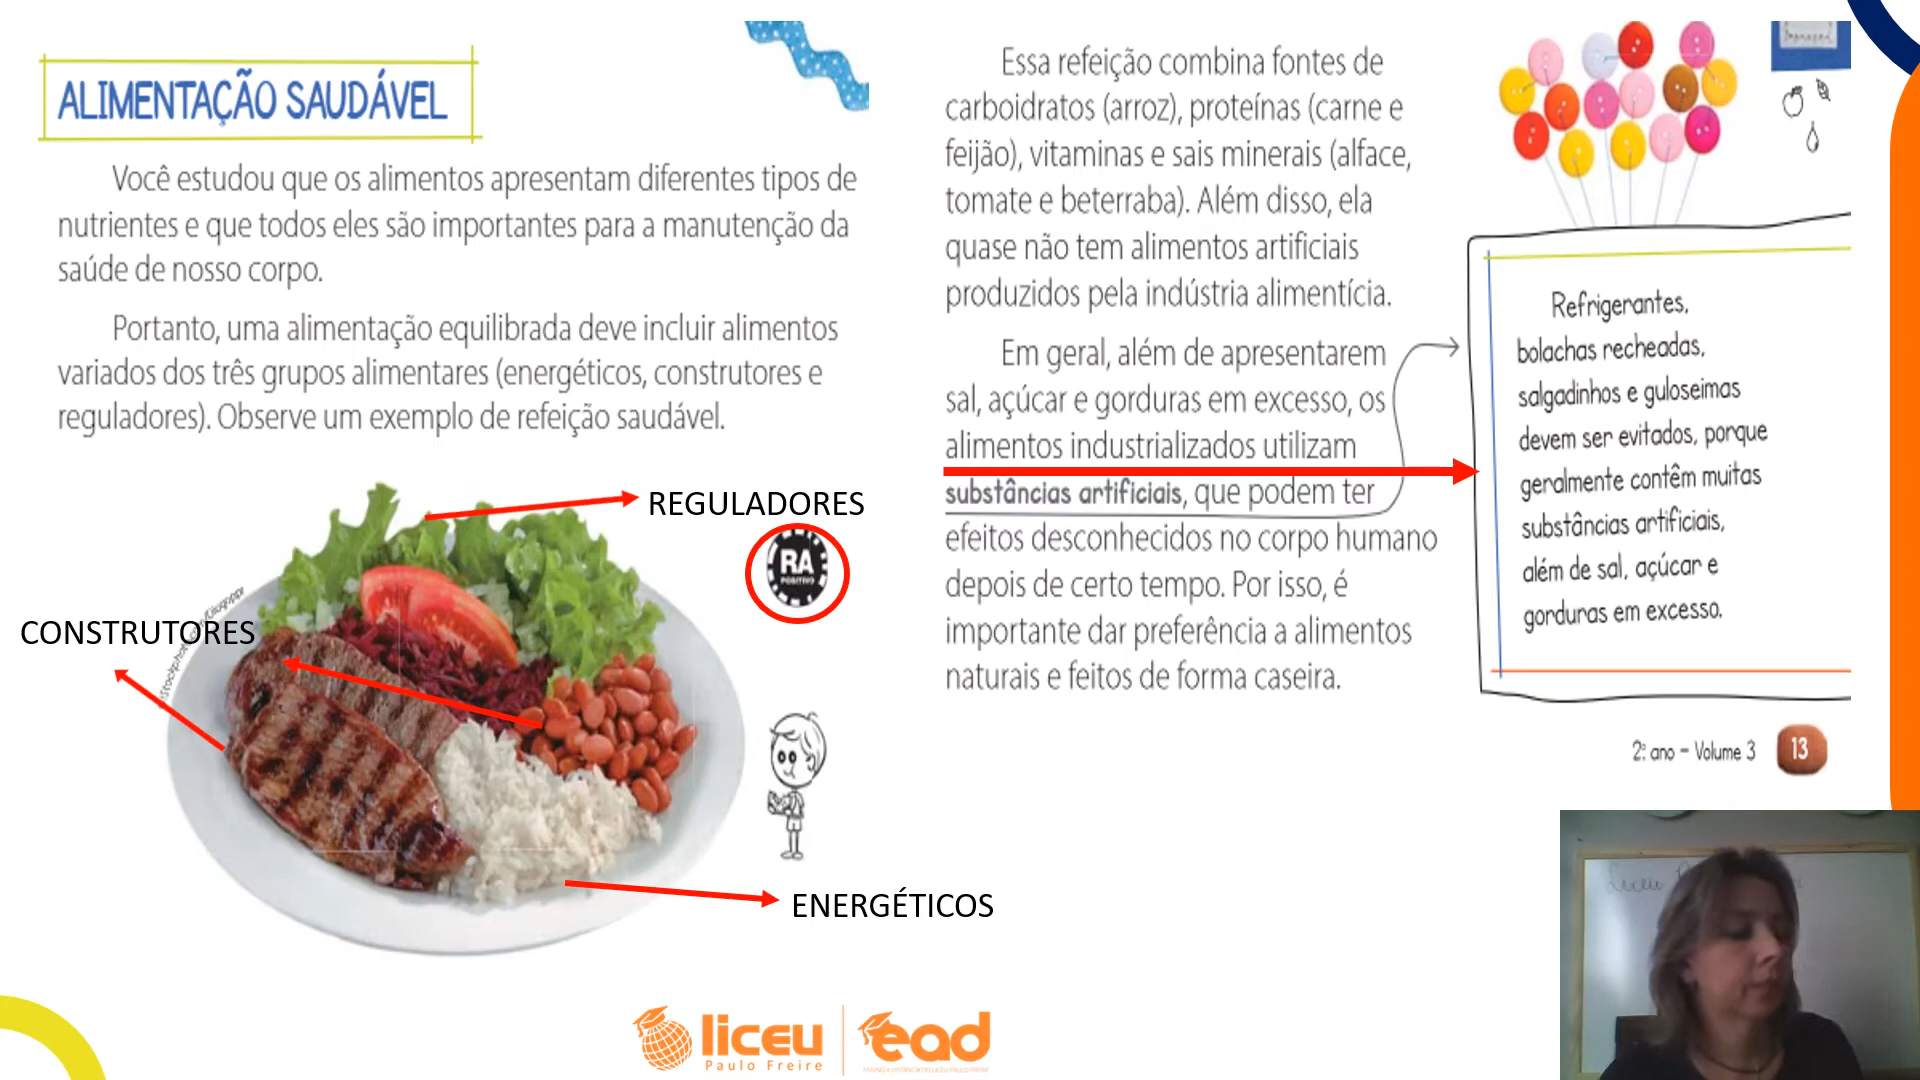 ALIMENTAÇÃO SAUDÁVEL
Você estudou que os alimentos apresentam diferentes tipos de
nutrientes e que todos eles são importantes para a manutenção da
saúde de nosso corpo.
Portanto, uma alimentação equilibrada deve incluir alimentos
variados dos três grupos alimentares (energéticos, construtores e
reguladores). Observe um exemplo de refeição saudável.
REGULADORES
RA
POSITIVO
CONSTRUTORES
ENERGÉTICOS
Essa refeição combina fontes de
carboidratos (arroz), proteínas (carne e
feijão), vitaminas e sais minerais (alface,
tomate e beterraba). Além disso, ela
quase não tem alimentos artificiais
produzidos pela indústria alimentícia.
Em geral, além de apresentarem
sal, açúcar e gorduras em excesso, os
alimentos industrializados utilizam
substâncias artificiais, que podem ter
efeitos desconhecidos no corpo humano
depois de certo tempo. Por isso, é
importante dar preferência a alimentos
naturais e feitos de forma caseira.
Refrigerantes,
bolachas recheadas,
salgadinhos e guloseimas
devem ser evitados, porque
geralmente contêm muitas
substâncias artificiais,
além de sal, açúcar e
gorduras em excesso.
2º. ano – Volume 3
13
liceu
Paulo Freire
ead
Liceu